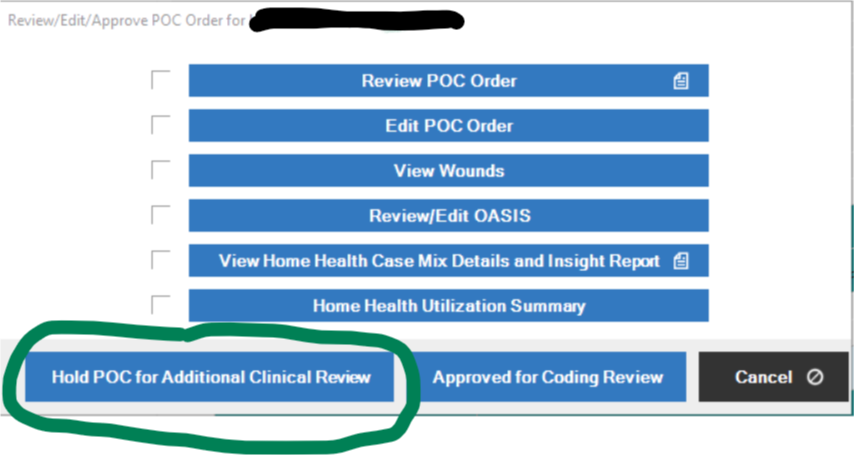 Review/Edit/Approve POC Order for
Review POC Order
Edit POC Order
View Wounds
Review/Edit OASIS
View Home Health Case Mix Details and Insight Report
Home Health Utilization Summary
Hold POC for Additional Clinical Review
Approved for Coding Review
Cancel